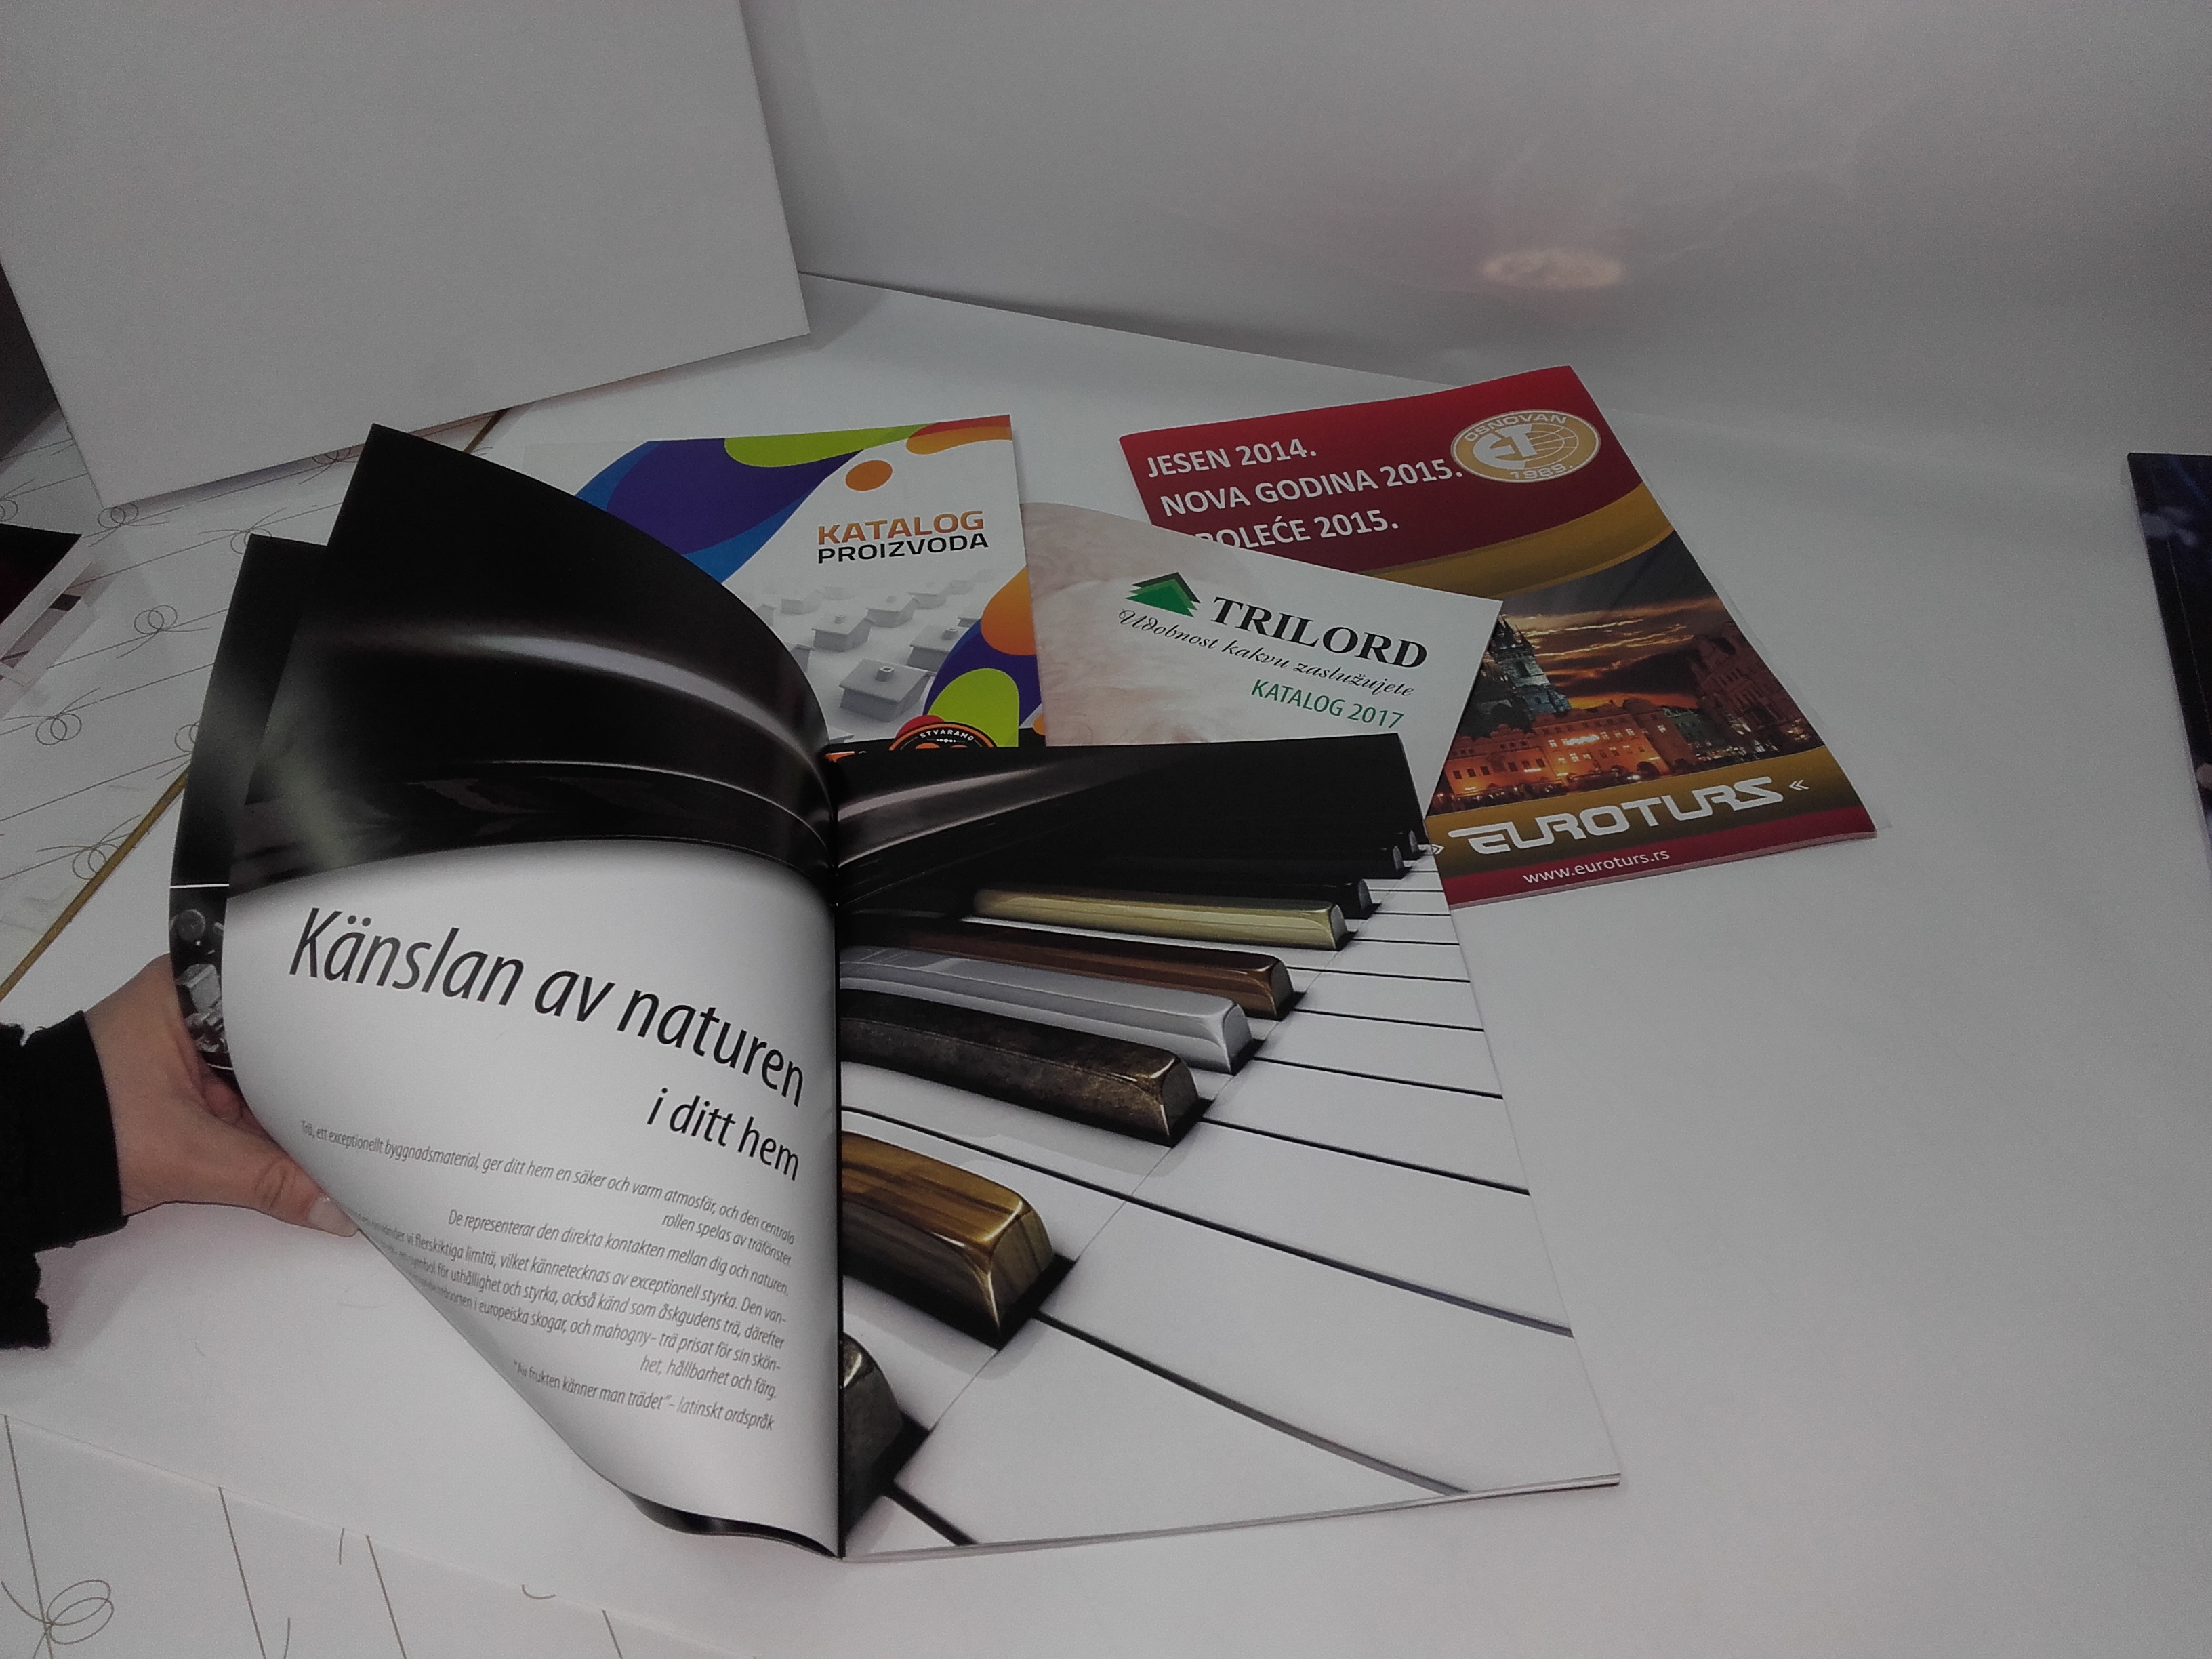 KATALOG
PROIZVODA
STVARAMO
JESEN 2014.
NOVA GODINA 2015.
PROLEĆE 2015.
OSNOVAN
ET
1989.
TRILORD
Udobnost kakvu zaslužujete
KATALOG 2017
» EUROTURS «
www.euroturs.rs
Känslan av naturen
i ditt hem
Trä, ett exceptionellt byggnadsmaterial, ger ditt hem en säker och varm atmosfär, och den centrala
rollen spelas av träfönster.
De representerar den direkta kontakten mellan dig och naturen.
vi flerskiktiga limträ, vilket kännetecknas av exceptionell styrka. Den van-
symbol för uthållighet och styrka, också känd som åskgudens trä, därefter
i europeiska skogar, och mahogny– trä prisat för sin skön-
het, hållbarhet och färg.
"Av frukten känner man trädet"– latinskt ordspråk